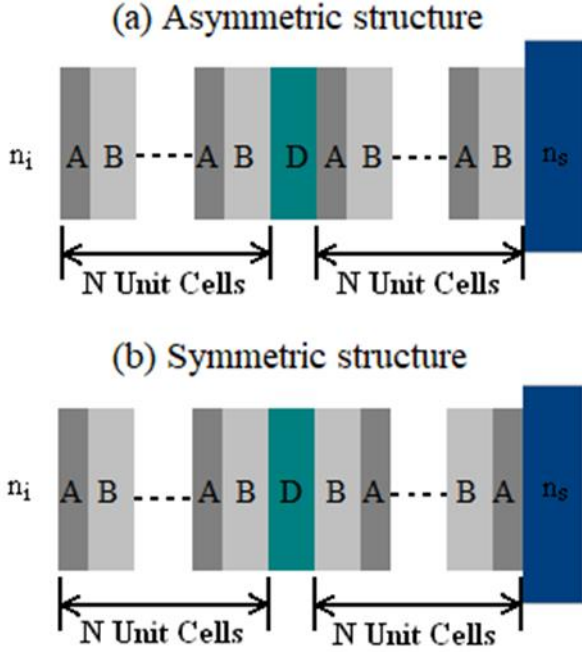 (a) Asymmetric structure
n_i A B A B D A B A B n_s
N Unit Cells N Unit Cells
(b) Symmetric structure
n_i A B A B D B A B A n_s
N Unit Cells N Unit Cells